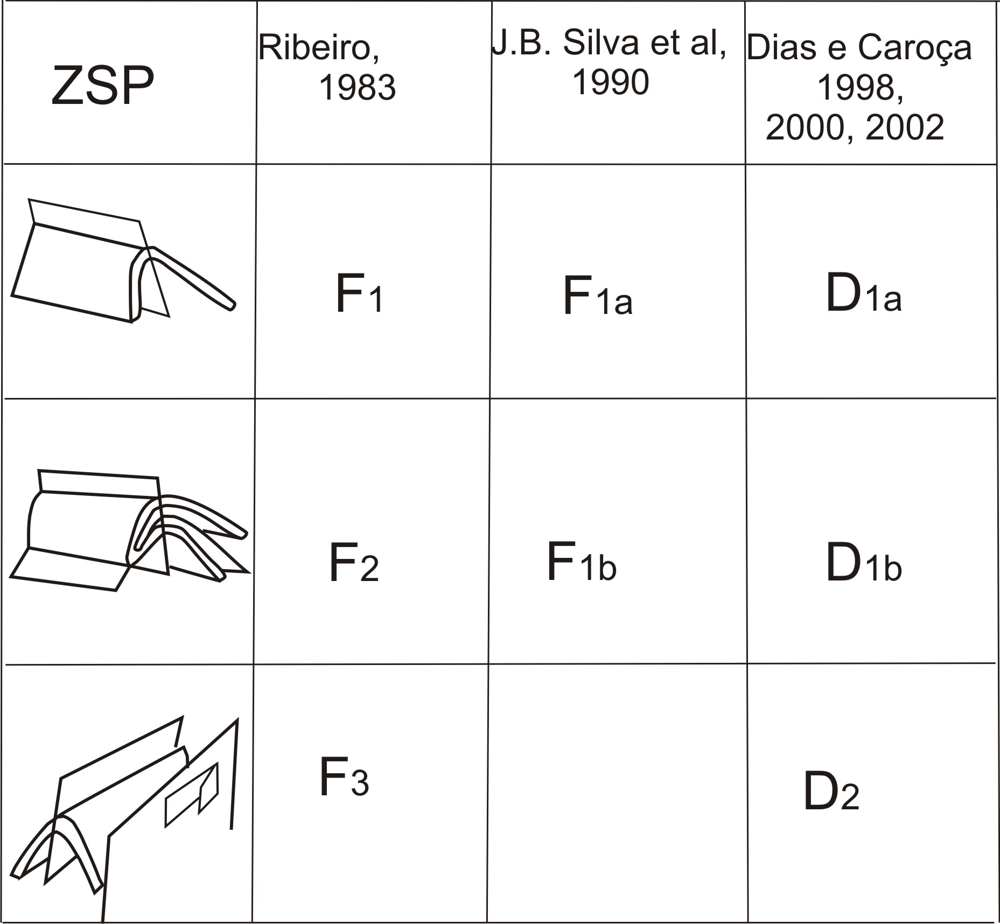 ZSP
Ribeiro,
1983
J.B. Silva et al,
1990
Dias e Caroça
1998,
2000, 2002
F1
F1a
D1a
F2
F1b
D1b
F3
D2